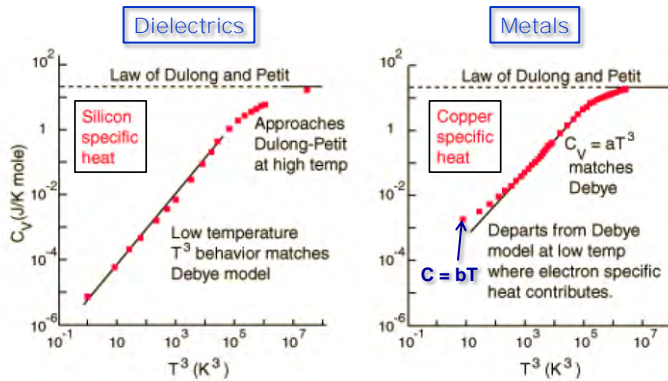 Dielectrics
10²
Law of Dulong and Petit
Silicon
specific
heat
Approaches
Dulong-Petit
at high temp
1
10⁻²
10⁻⁴
10⁻⁶
C_V (J/K mole)
Low temperature
T³ behavior matches
Debye model
10⁻¹ 10 10³ 10⁵ 10⁷
T³ (K³)
Metals
10²
Law of Dulong and Petit
Copper
specific
heat
C_V = aT³
matches
Debye
1
10⁻²
10⁻⁴
10⁻⁶
C = bT
Departs from Debye
model at low temp
where electron specific
heat contributes.
10⁻¹ 10 10³ 10⁵ 10⁷
T³ (K³)